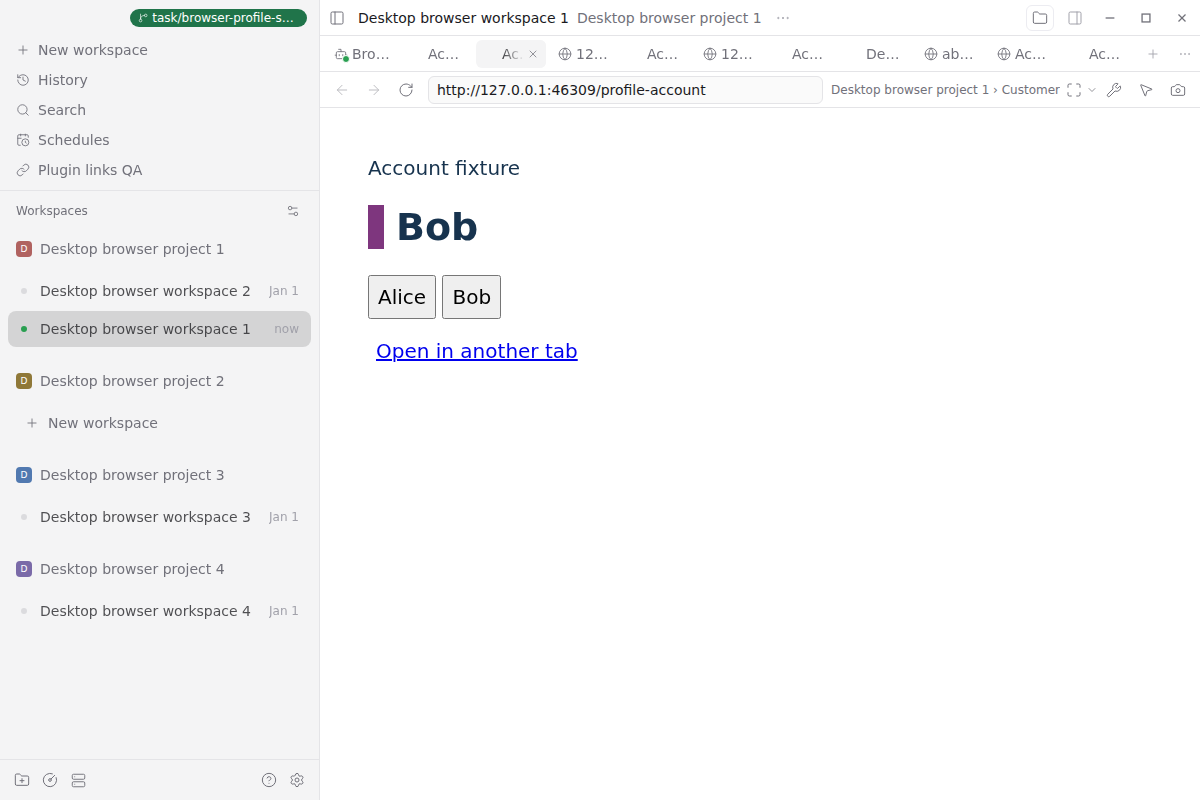 task/browser-profile-s...
New workspace
History
Search
Schedules
Plugin links QA
Workspaces
D Desktop browser project 1
Desktop browser workspace 2 Jan 1
Desktop browser workspace 1 now
D Desktop browser project 2
New workspace
D Desktop browser project 3
Desktop browser workspace 3 Jan 1
D Desktop browser project 4
Desktop browser workspace 4 Jan 1
Desktop browser workspace 1 Desktop browser project 1
Bro... Ac... Ac. 12... Ac... 12... Ac... De... ab... Ac... Ac...
http://127.0.0.1:46309/profile-account Desktop browser project 1 › Customer
Account fixture
Bob
Alice Bob
Open in another tab